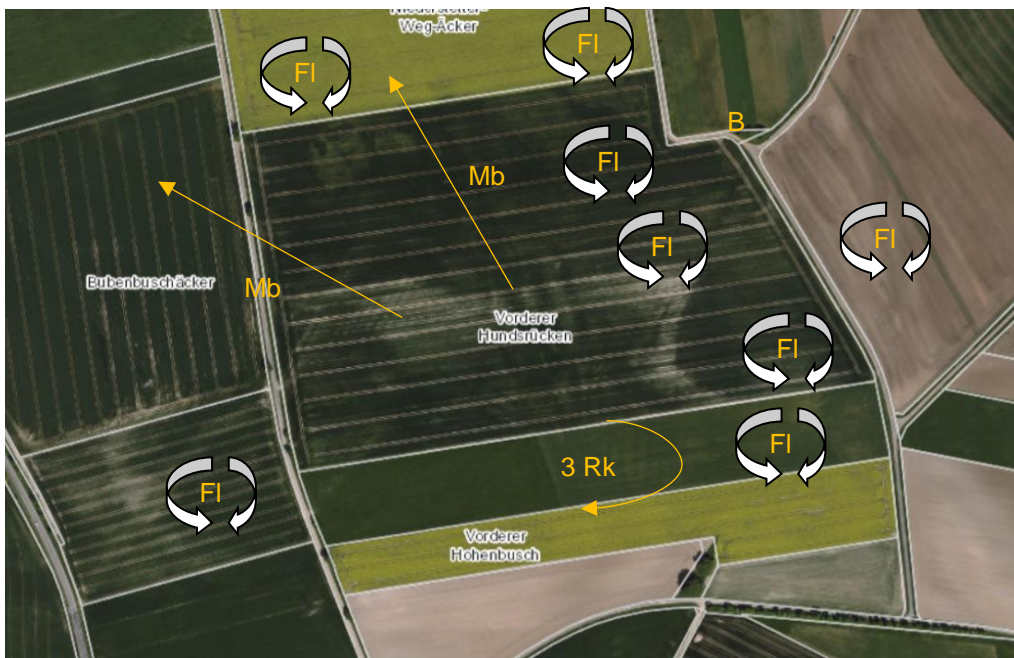 Niederstetter-
Weg-Äcker
Fl
Fl
B
Fl
Mb
Fl
Fl
Bubenbuschäcker
Mb
Vorderer
Hundsrücken
Fl
Fl
3 Rk
Fl
Vorderer
Hohenbusch